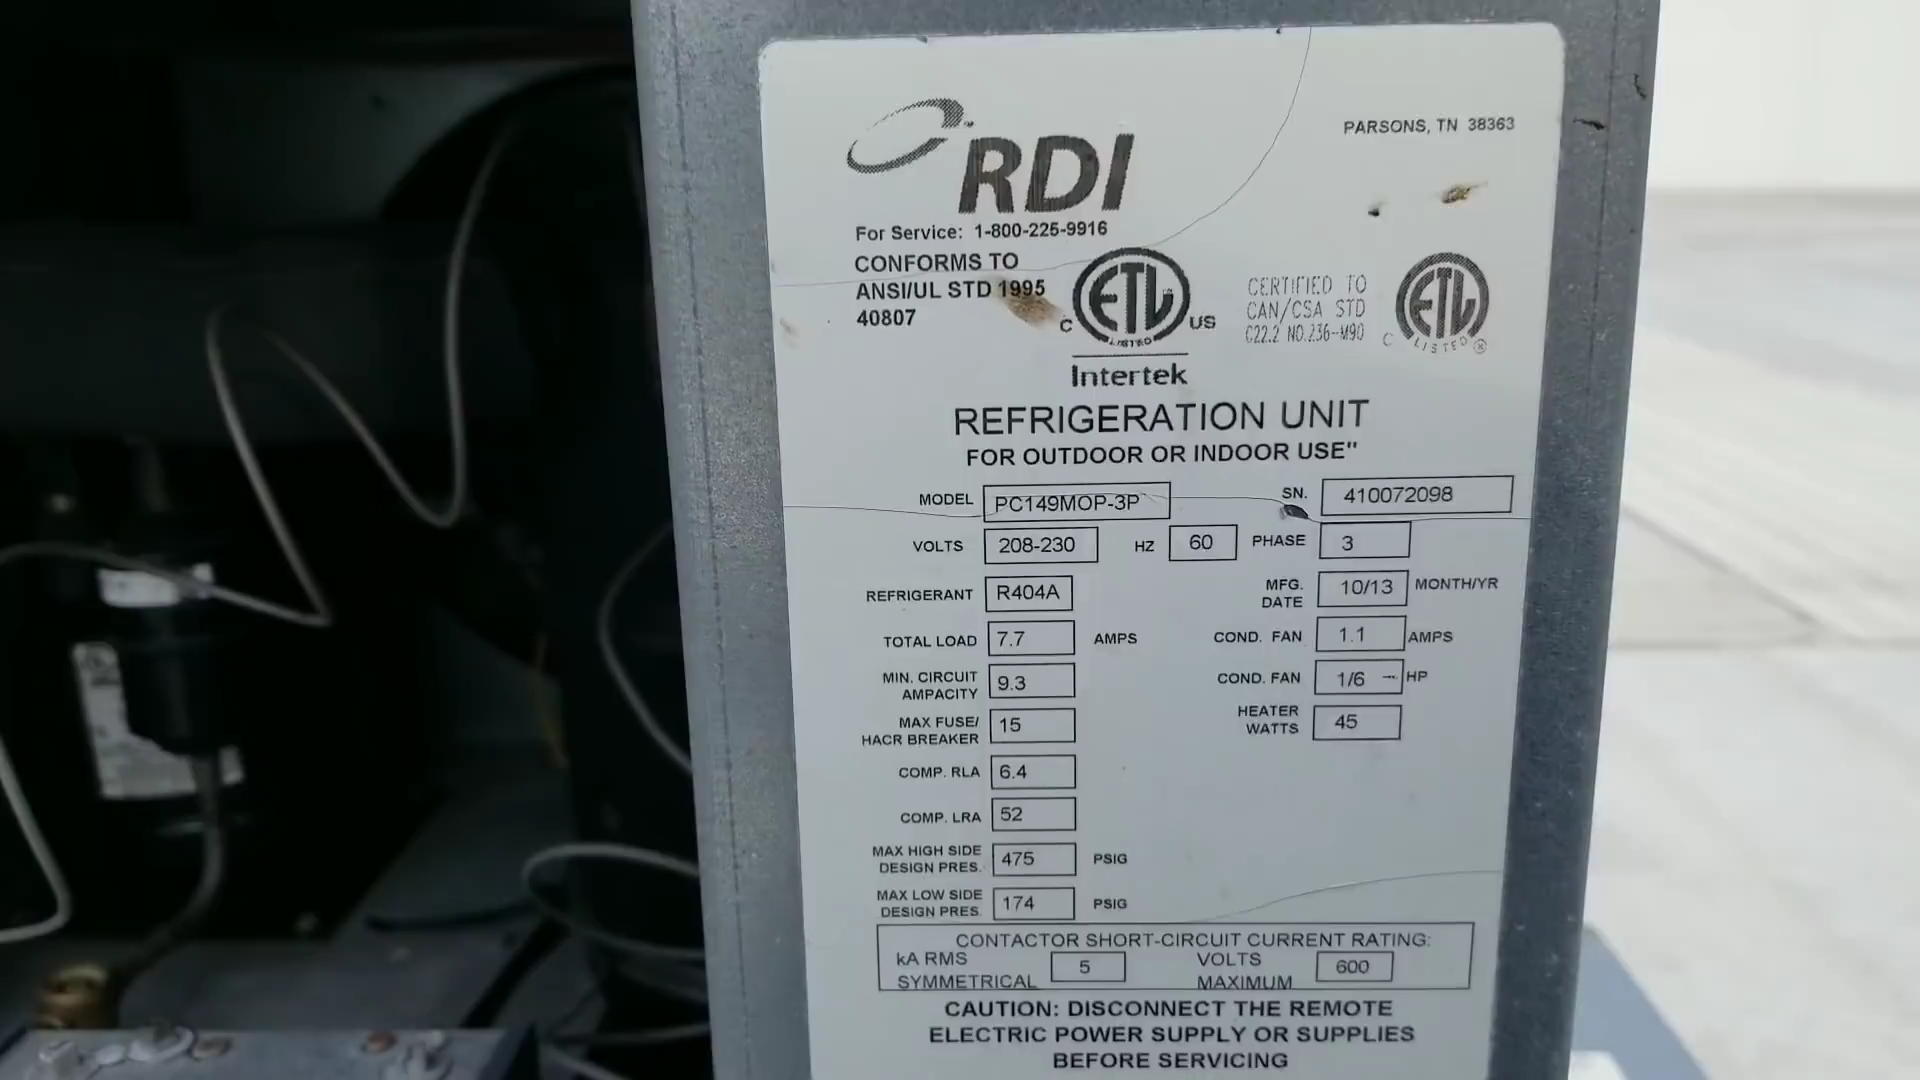 RDI
PARSONS, TN 38363
For Service: 1-800-225-9916
CONFORMS TO
ANSI/UL STD 1995
40807
C ETL US
LISTED
Intertek
CERTIFIED TO
CAN/CSA STD
C22.2 NO.236-M90
C ETL
LISTED ®
REFRIGERATION UNIT
FOR OUTDOOR OR INDOOR USE"
MODEL PC149MOP-3P SN. 410072098
VOLTS 208-230 HZ 60 PHASE 3
REFRIGERANT R404A
MFG. DATE 10/13 MONTH/YR
TOTAL LOAD 7.7 AMPS
COND. FAN 1.1 AMPS
MIN. CIRCUIT
AMPACITY 9.3
COND. FAN 1/6 HP
MAX FUSE/
HACR BREAKER 15
HEATER
WATTS 45
COMP. RLA 6.4
COMP. LRA 52
MAX HIGH SIDE
DESIGN PRES. 475 PSIG
MAX LOW SIDE
DESIGN PRES. 174 PSIG
CONTACTOR SHORT-CIRCUIT CURRENT RATING:
kA RMS
SYMMETRICAL 5
VOLTS
MAXIMUM 600
CAUTION: DISCONNECT THE REMOTE
ELECTRIC POWER SUPPLY OR SUPPLIES
BEFORE SERVICING